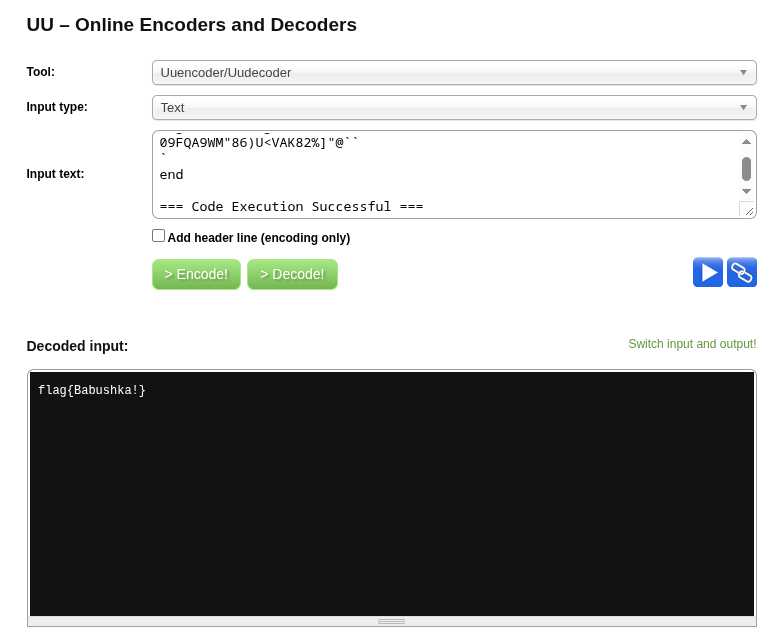 UU – Online Encoders and Decoders
Tool:
Uuencoder/Uudecoder
Input type:
Text
Input text:
09FQA9WM"86)U<VAK82%]"@``
`
end
=== Code Execution Successful ===
Add header line (encoding only)
> Encode!
> Decode!
Decoded input:
Switch input and output!
flag{Babushka!}